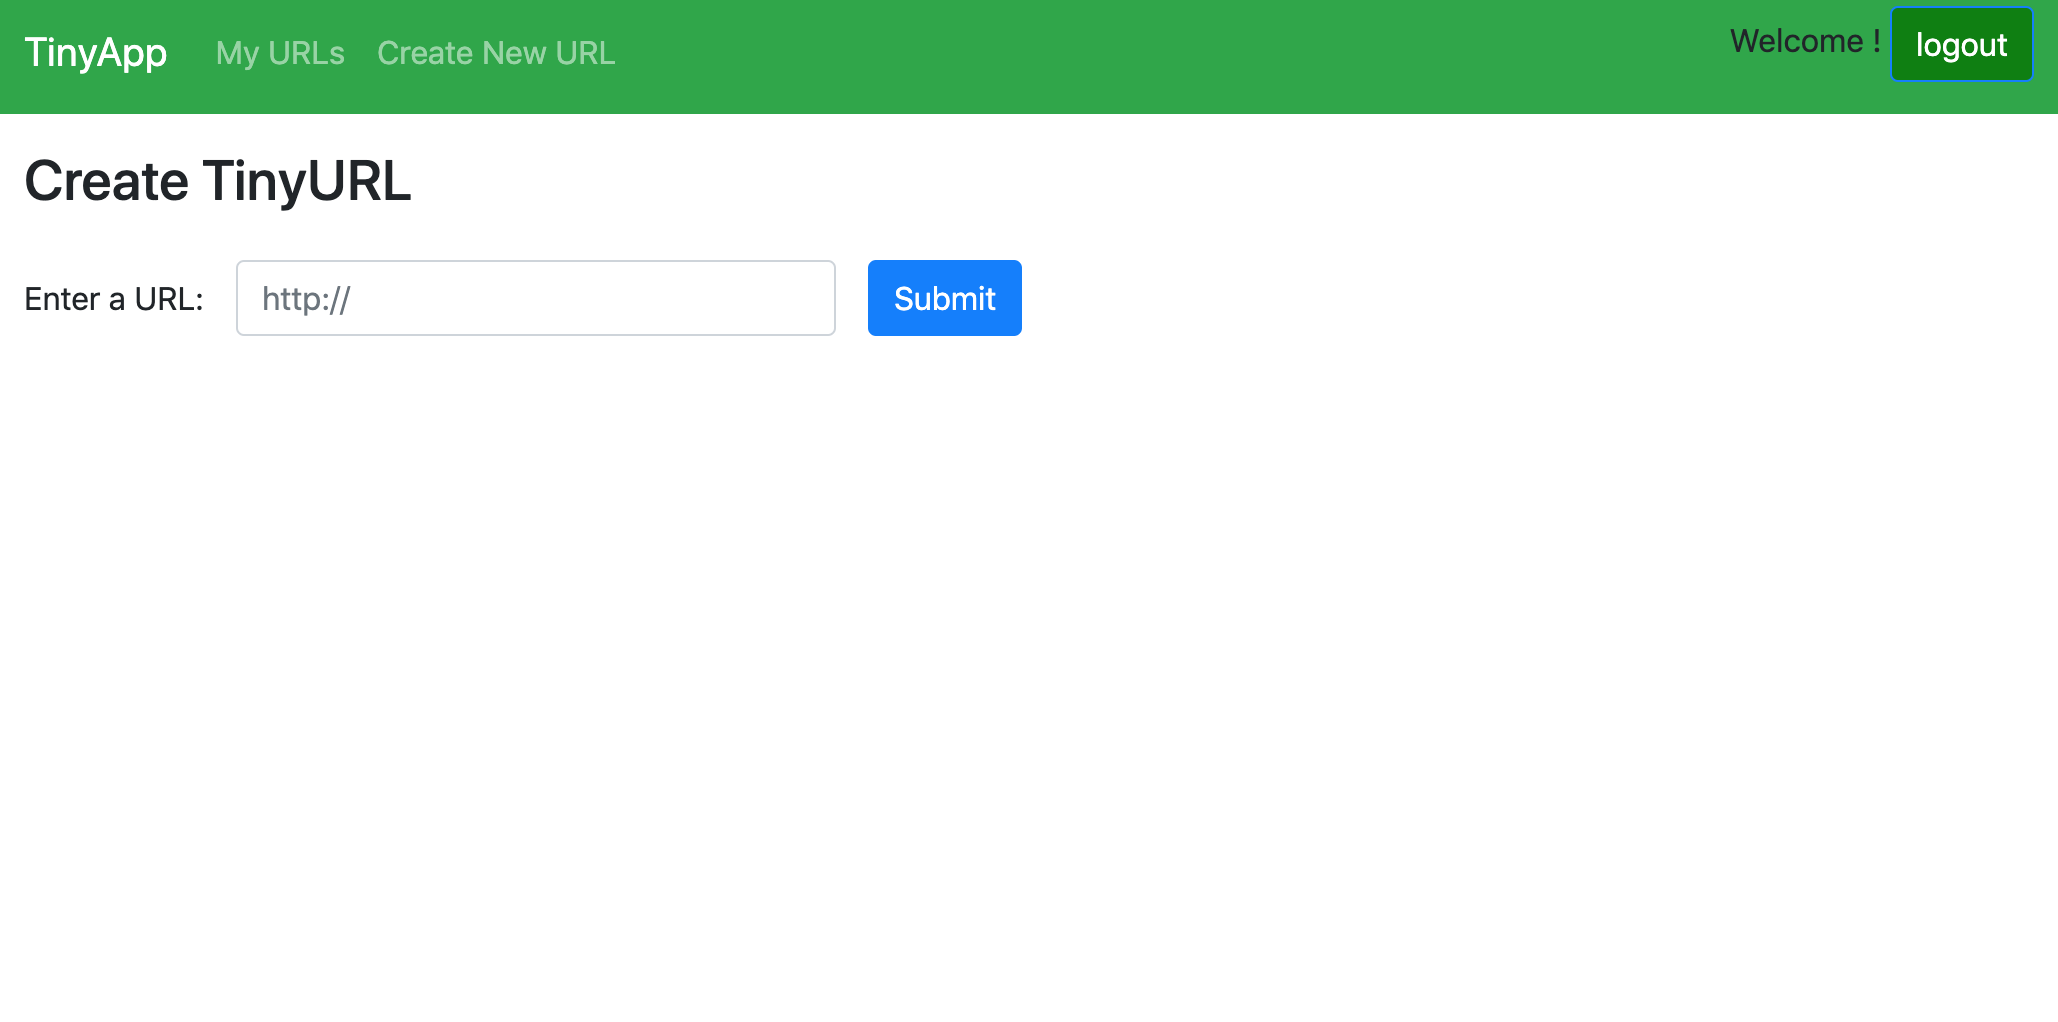 TinyApp My URLs Create New URL Welcome ! logout
Create TinyURL
Enter a URL: http:// Submit